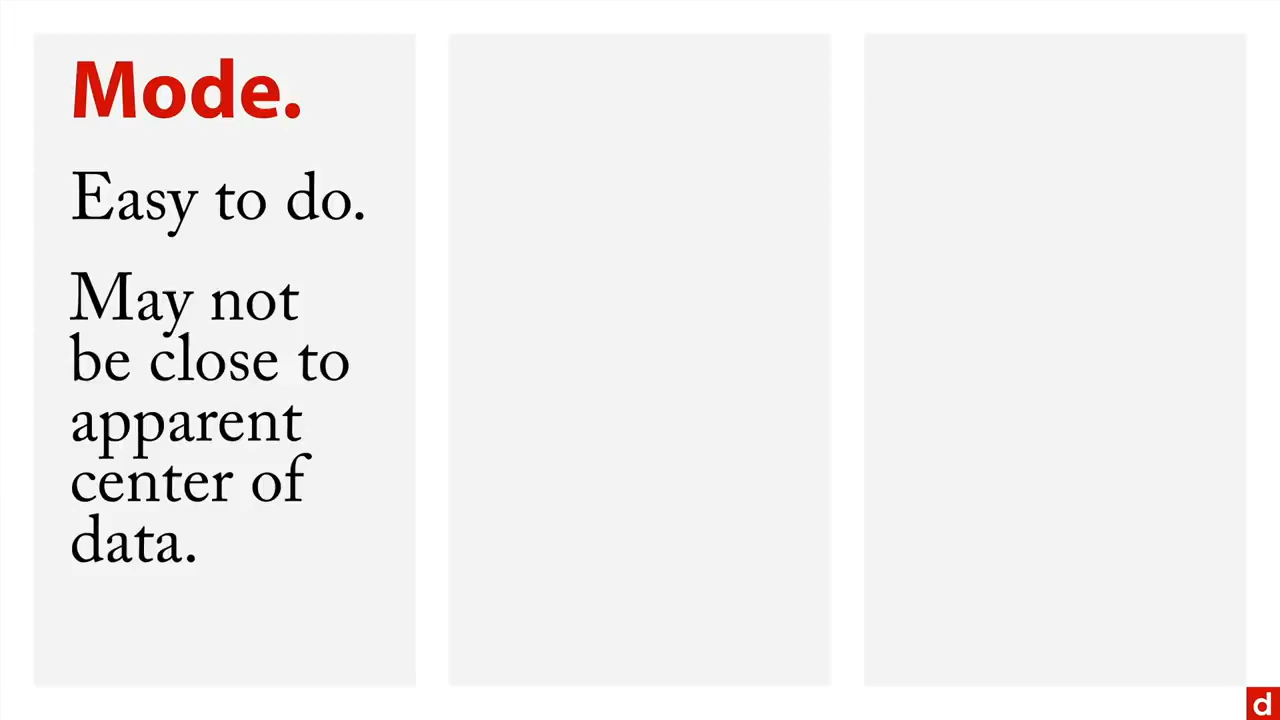 Mode.
Easy to do.
May not
be close to
apparent
center of
data.
d